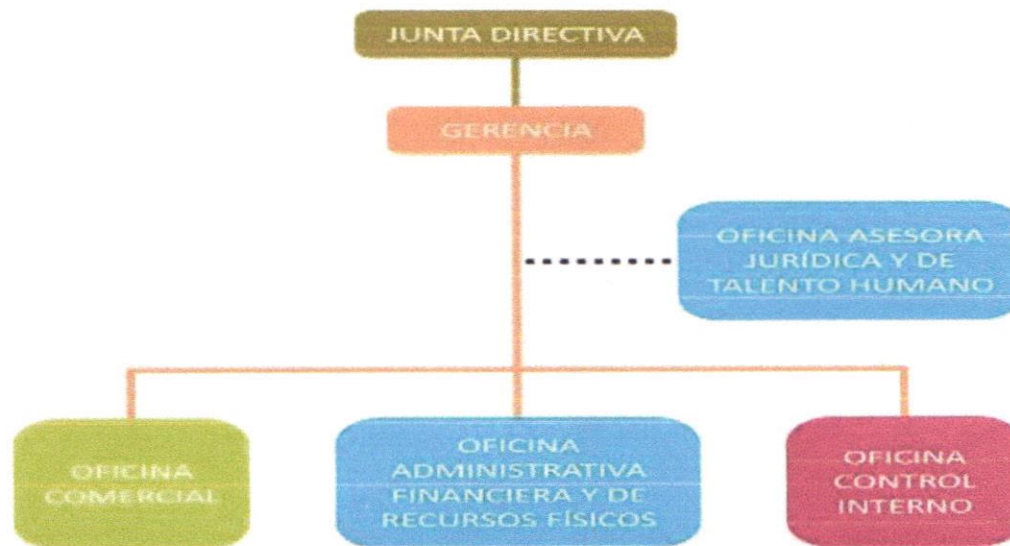 JUNTA DIRECTIVA
GERENCIA
OFICINA ASESORA
JURÍDICA Y DE
TALENTO HUMANO
OFICINA
COMERCIAL
OFICINA
ADMINISTRATIVA
FINANCIERA Y DE
RECURSOS FÍSICOS
OFICINA
CONTROL
INTERNO